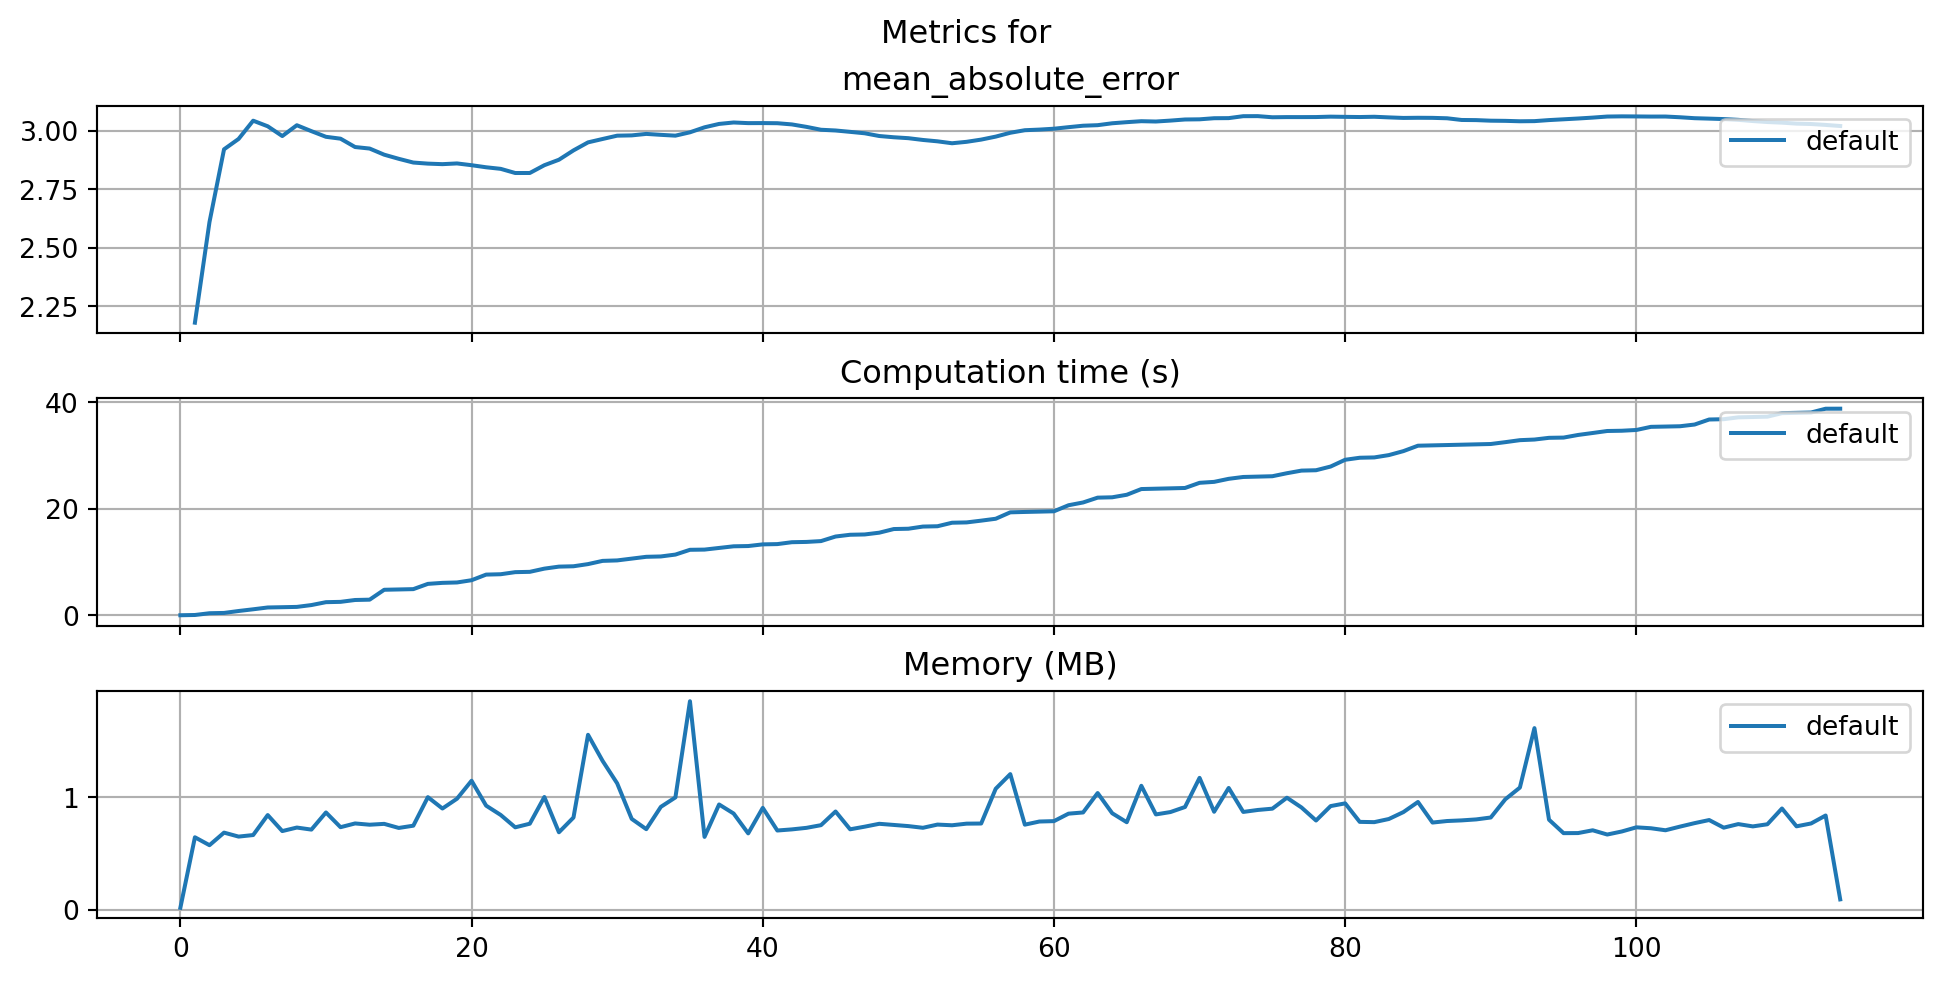 Metrics for
mean_absolute_error
3.00
2.75
2.50
2.25
default
Computation time (s)
40
20
0
default
Memory (MB)
1
0
default
0 20 40 60 80 100